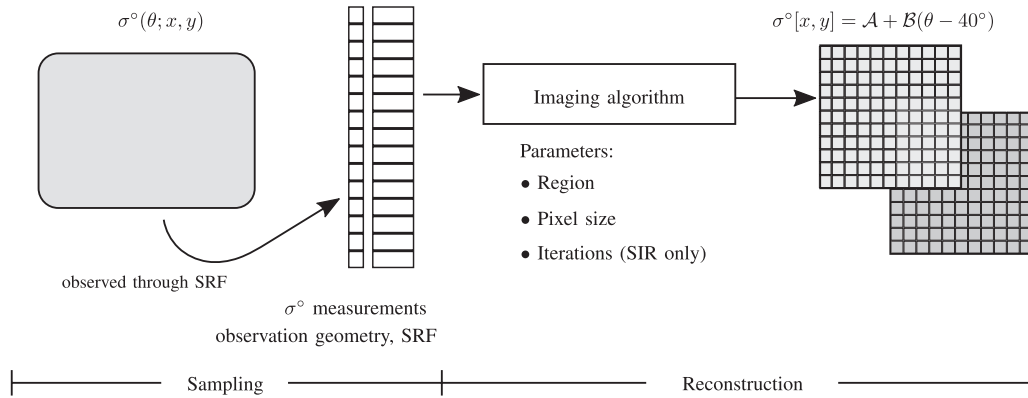 σ°(θ; x, y)
observed through SRF
σ° measurements
observation geometry, SRF
Imaging algorithm
Parameters:
• Region
• Pixel size
• Iterations (SIR only)
σ°[x, y] = 𝒜 + ℬ(θ − 40°)
Sampling
Reconstruction